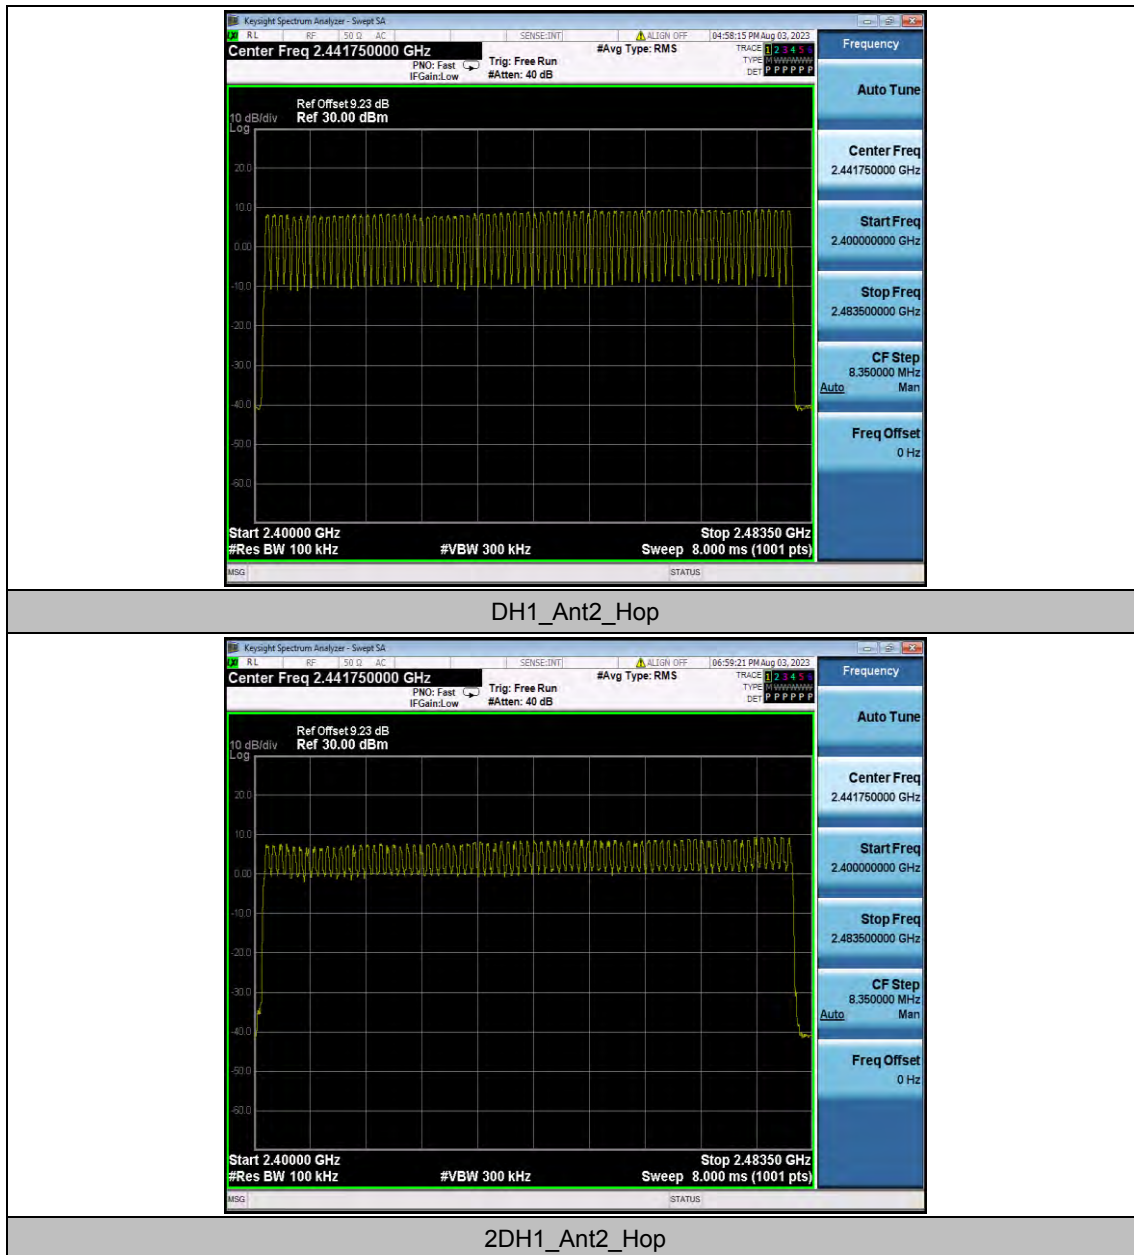 Keysight Spectrum Analyzer - Swept SA
RL RF 50 Ω AC SENSE:INT ALIGN OFF 04:58:15 PM Aug 03, 2023
Center Freq 2.441750000 GHz
PNO: Fast
IFGain:Low
Trig: Free Run
#Atten: 40 dB
#Avg Type: RMS
TRACE 1 2 3 4 5 6
TYPE M WWWWW
DET P P P P P P
Frequency
Auto Tune
Center Freq
2.441750000 GHz
Start Freq
2.400000000 GHz
Stop Freq
2.483500000 GHz
CF Step
8.350000 MHz
Auto Man
Freq Offset
0 Hz
Ref Offset 9.23 dB
10 dB/div Ref 30.00 dBm
Log
20.0
10.0
0.00
-10.0
-20.0
-30.0
-40.0
-50.0
-60.0
Start 2.40000 GHz Stop 2.48350 GHz
#Res BW 100 kHz #VBW 300 kHz Sweep 8.000 ms (1001 pts)
MSG STATUS
DH1_Ant2_Hop
Keysight Spectrum Analyzer - Swept SA
RL RF 50 Ω AC SENSE:INT ALIGN OFF 06:59:21 PM Aug 03, 2023
Center Freq 2.441750000 GHz
PNO: Fast
IFGain:Low
Trig: Free Run
#Atten: 40 dB
#Avg Type: RMS
TRACE 1 2 3 4 5 6
TYPE M WWWWW
DET P P P P P P
Frequency
Auto Tune
Center Freq
2.441750000 GHz
Start Freq
2.400000000 GHz
Stop Freq
2.483500000 GHz
CF Step
8.350000 MHz
Auto Man
Freq Offset
0 Hz
Ref Offset 9.23 dB
10 dB/div Ref 30.00 dBm
Log
20.0
10.0
0.00
-10.0
-20.0
-30.0
-40.0
-50.0
-60.0
Start 2.40000 GHz Stop 2.48350 GHz
#Res BW 100 kHz #VBW 300 kHz Sweep 8.000 ms (1001 pts)
MSG STATUS
2DH1_Ant2_Hop